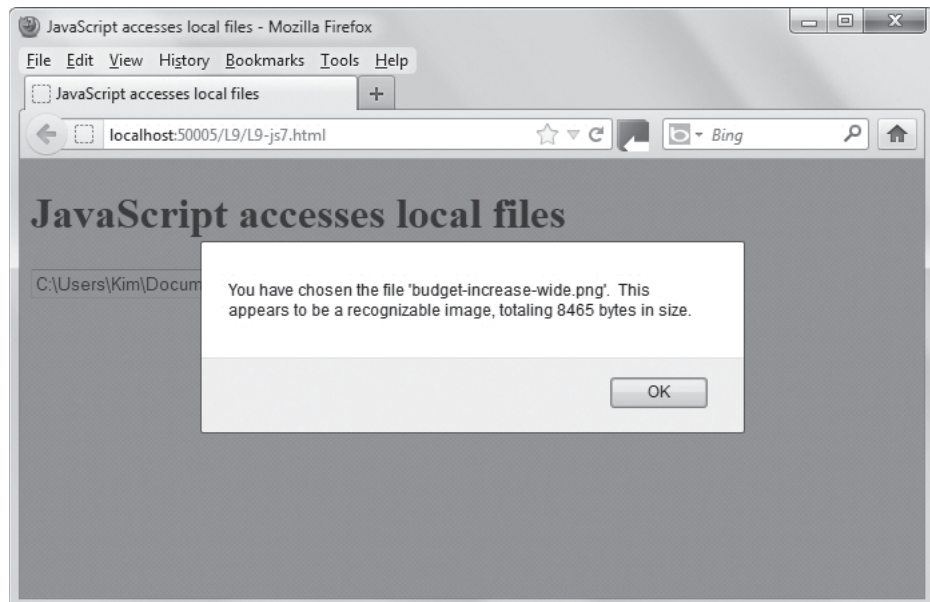 JavaScript accesses local files - Mozilla Firefox
File Edit View History Bookmarks Tools Help
JavaScript accesses local files
localhost:50005/L9/L9-js7.html
Bing
JavaScript accesses local files
C:\Users\Kim\Docum
You have chosen the file 'budget-increase-wide.png'. This
appears to be a recognizable image, totaling 8465 bytes in size.
OK